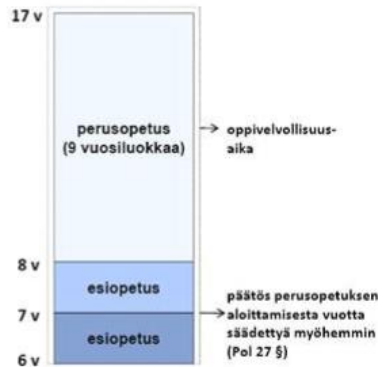 17 v
perusopetus
(9 vuosiluokkaa)
oppivelvollisuus-
aika
8 v
esiopetus
päätös perusopetuksen
aloittamisesta vuotta
säädettyä myöhemmin
(Pol 27 §)
7 v
esiopetus
6 v